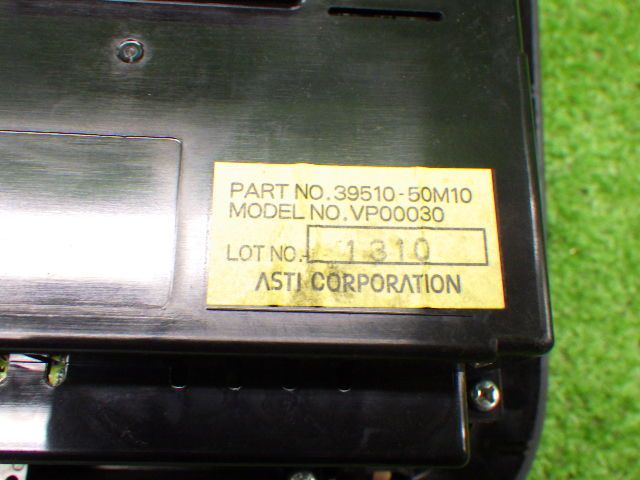 PART NO. 39510-50M10
MODEL NO. VP00030
LOT NO. 1310
ASTI CORPORATION